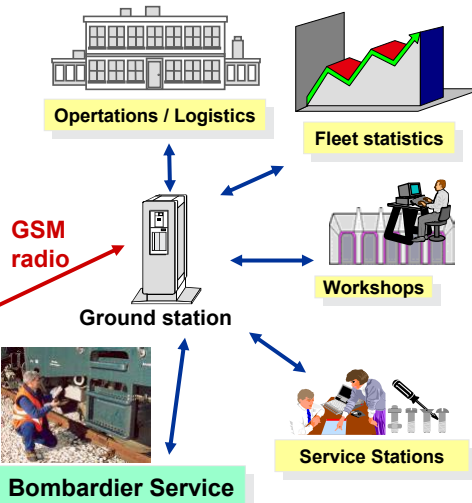 Opertations / Logistics
Fleet statistics
GSM
radio
Workshops
Ground station
Service Stations
Bombardier Service